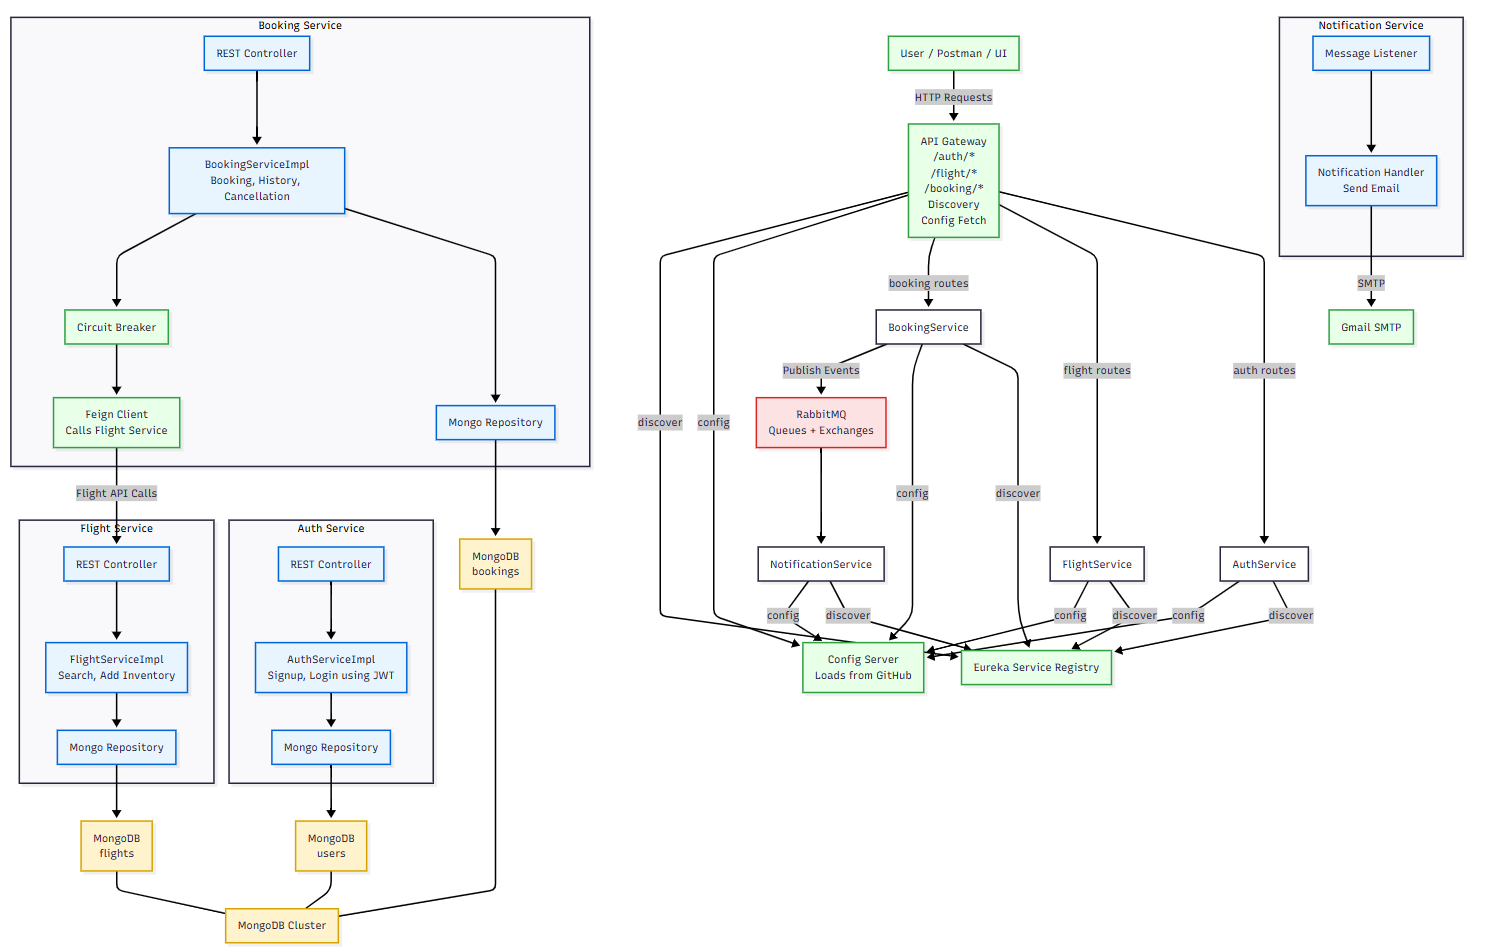 Booking Service
REST Controller
BookingServiceImpl
Booking, History,
Cancellation
Circuit Breaker
Feign Client
Calls Flight Service
Mongo Repository
Flight API Calls
Flight Service
REST Controller
FlightServiceImpl
Search, Add Inventory
Mongo Repository
MongoDB
flights
Auth Service
REST Controller
AuthServiceImpl
Signup, Login using JWT
Mongo Repository
MongoDB
users
MongoDB
bookings
MongoDB Cluster
User / Postman / UI
HTTP Requests
API Gateway
/auth/*
/flight/*
/booking/*
Discovery
Config Fetch
booking routes
BookingService
Publish Events
flight routes
auth routes
RabbitMQ
Queues + Exchanges
discover
config
config
discover
NotificationService
FlightService
AuthService
config
discover
config
discover
config
discover
Config Server
Loads from GitHub
Eureka Service Registry
Notification Service
Message Listener
Notification Handler
Send Email
SMTP
Gmail SMTP